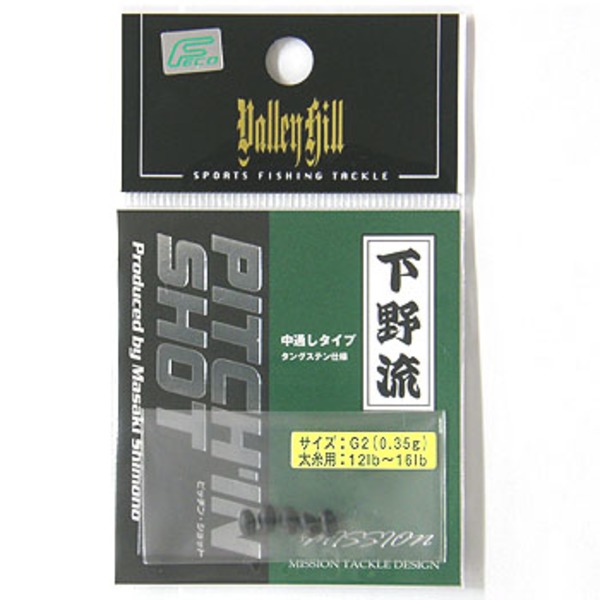 FECO
Valley Hill
SPORTS FISHING TACKLE
PITCH'IN
SHOT
Produced by Masaki Shimono
ピッチン・ショット
下野流
中通しタイプ
タングステン仕様
サイズ：G2(0.35g)
太糸用：12lb～16lb
MISSION
MISSION TACKLE DESIGN